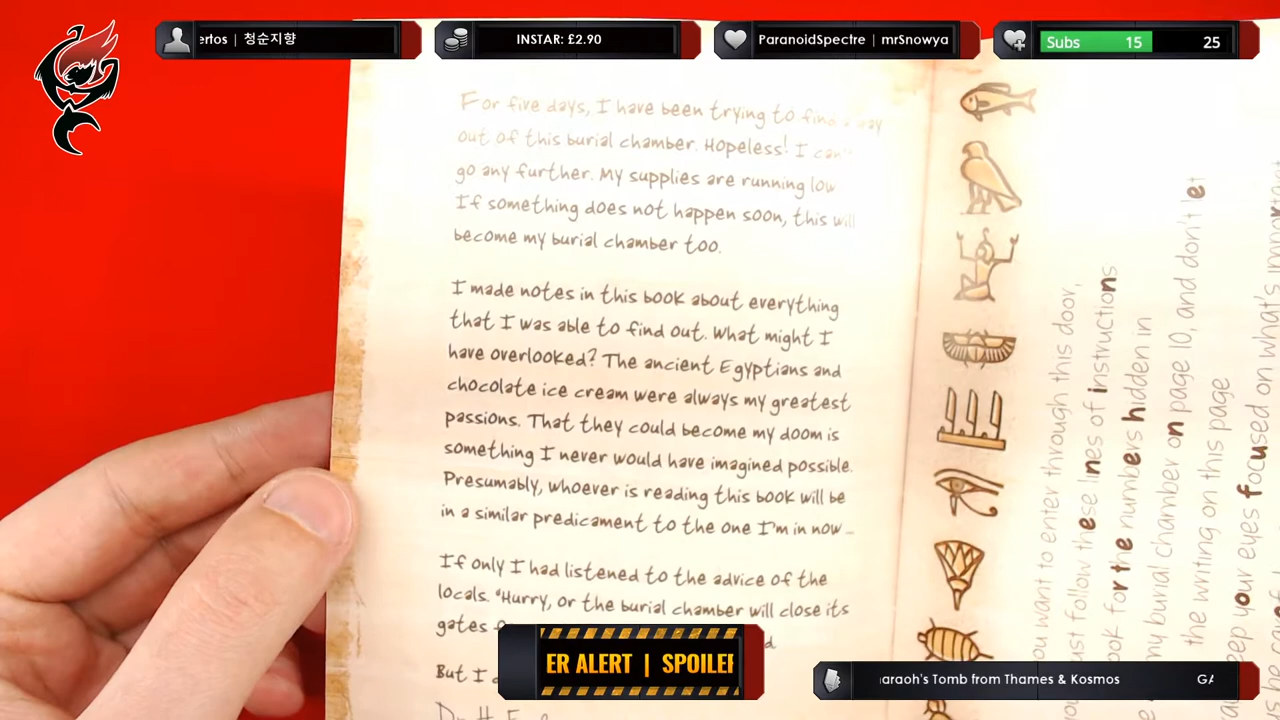 ertos | 청순지향
INSTAR: £2.90
ParanoidSpectre | mrSnowya
Subs 15 25
For five days, I have been trying to find a way
out of this burial chamber. Hopeless! I can't
go any further. My supplies are running low
If something does not happen soon, this will
become my burial chamber too.
I made notes in this book about everything
that I was able to find out. What might I
have overlooked? The ancient Egyptians and
chocolate ice cream were always my greatest
passions. That they could become my doom is
something I never would have imagined possible.
Presumably, whoever is reading this book will be
in a similar predicament to the one I'm in now ...
If only I had listened to the advice of the
locals. "Hurry, or the burial chamber will close its
gates
But I
ou want to enter through this door,
ust follow these lines of instructions
ook for the numbers hidden in
my burial chamber on page 10, and don't let
the writing on this page
eep your eyes focused on what's important
ER ALERT | SPOILER
araoh's Tomb from Thames & Kosmos GA